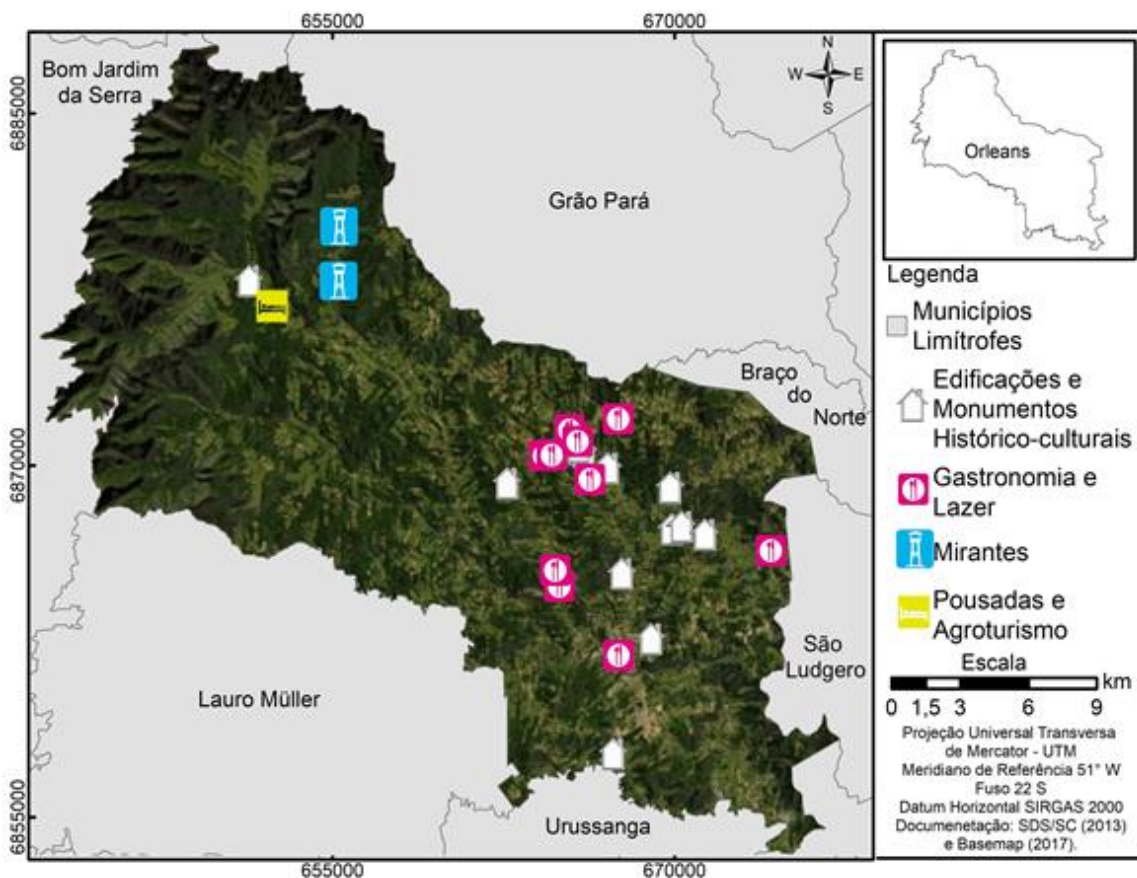 655000
670000
Bom Jardim
da Serra
N
W
E
S
6885000
Grão Pará
6870000
Braço
do
Norte
São
Ludgero
Lauro Müller
6855000
Urussanga
655000
670000
Orleans
Legenda
Municípios
Limítrofes
Edificações e
Monumentos
Histórico-culturais
Gastronomia e
Lazer
Mirantes
Pousadas e
Agroturismo
Escala
km
0 1,5 3 6 9
Projeção Universal Transversa
de Mercator - UTM
Meridiano de Referência 51° W
Fuso 22 S
Datum Horizontal SIRGAS 2000
Documenetação: SDS/SC (2013)
e Basemap (2017).